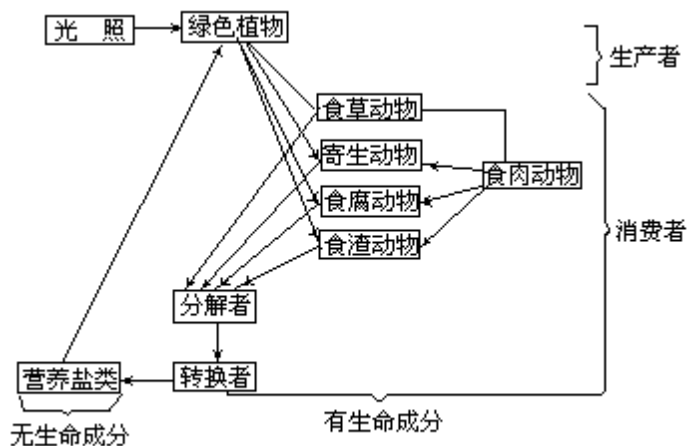 光 照
绿色植物
生产者
食草动物
寄生动物
食肉动物
食腐动物
消费者
食渣动物
分解者
营养盐类
转换者
有生命成分
无生命成分